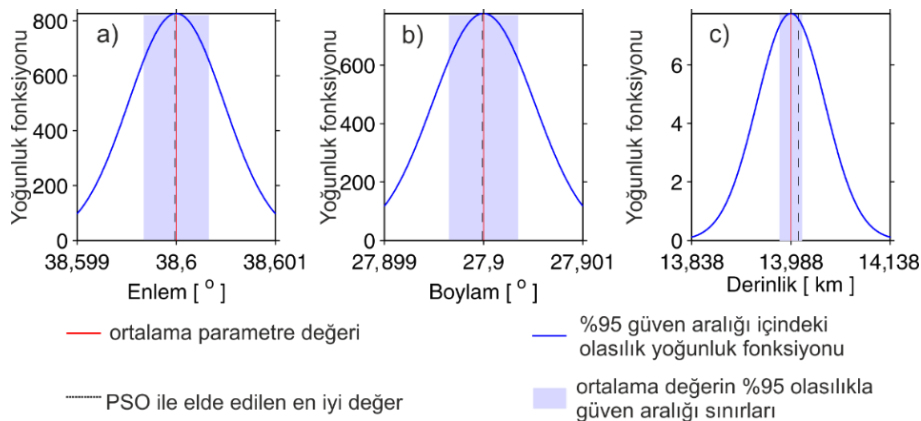 a)
Yoğunluk fonksiyonu
800
600
400
200
0
38,599
38,6
38,601
Enlem [ º ]
b)
Yoğunluk fonksiyonu
600
400
200
0
27,899
27,9
27,901
Boylam [ º ]
c)
Yoğunluk fonksiyonu
6
4
2
0
13,838
13,988
14,138
Derinlik [ km ]
ortalama parametre değeri
PSO ile elde edilen en iyi değer
%95 güven aralığı içindeki
olasılık yoğunluk fonksiyonu
ortalama değerin %95 olasılıkla
güven aralığı sınırları